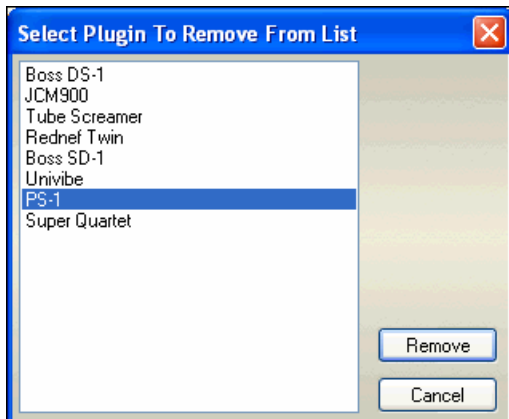 Select Plugin To Remove From List
Boss DS-1
JCM900
Tube Screamer
Rednef Twin
Boss SD-1
Univibe
PS-1
Super Quartet
Remove
Cancel